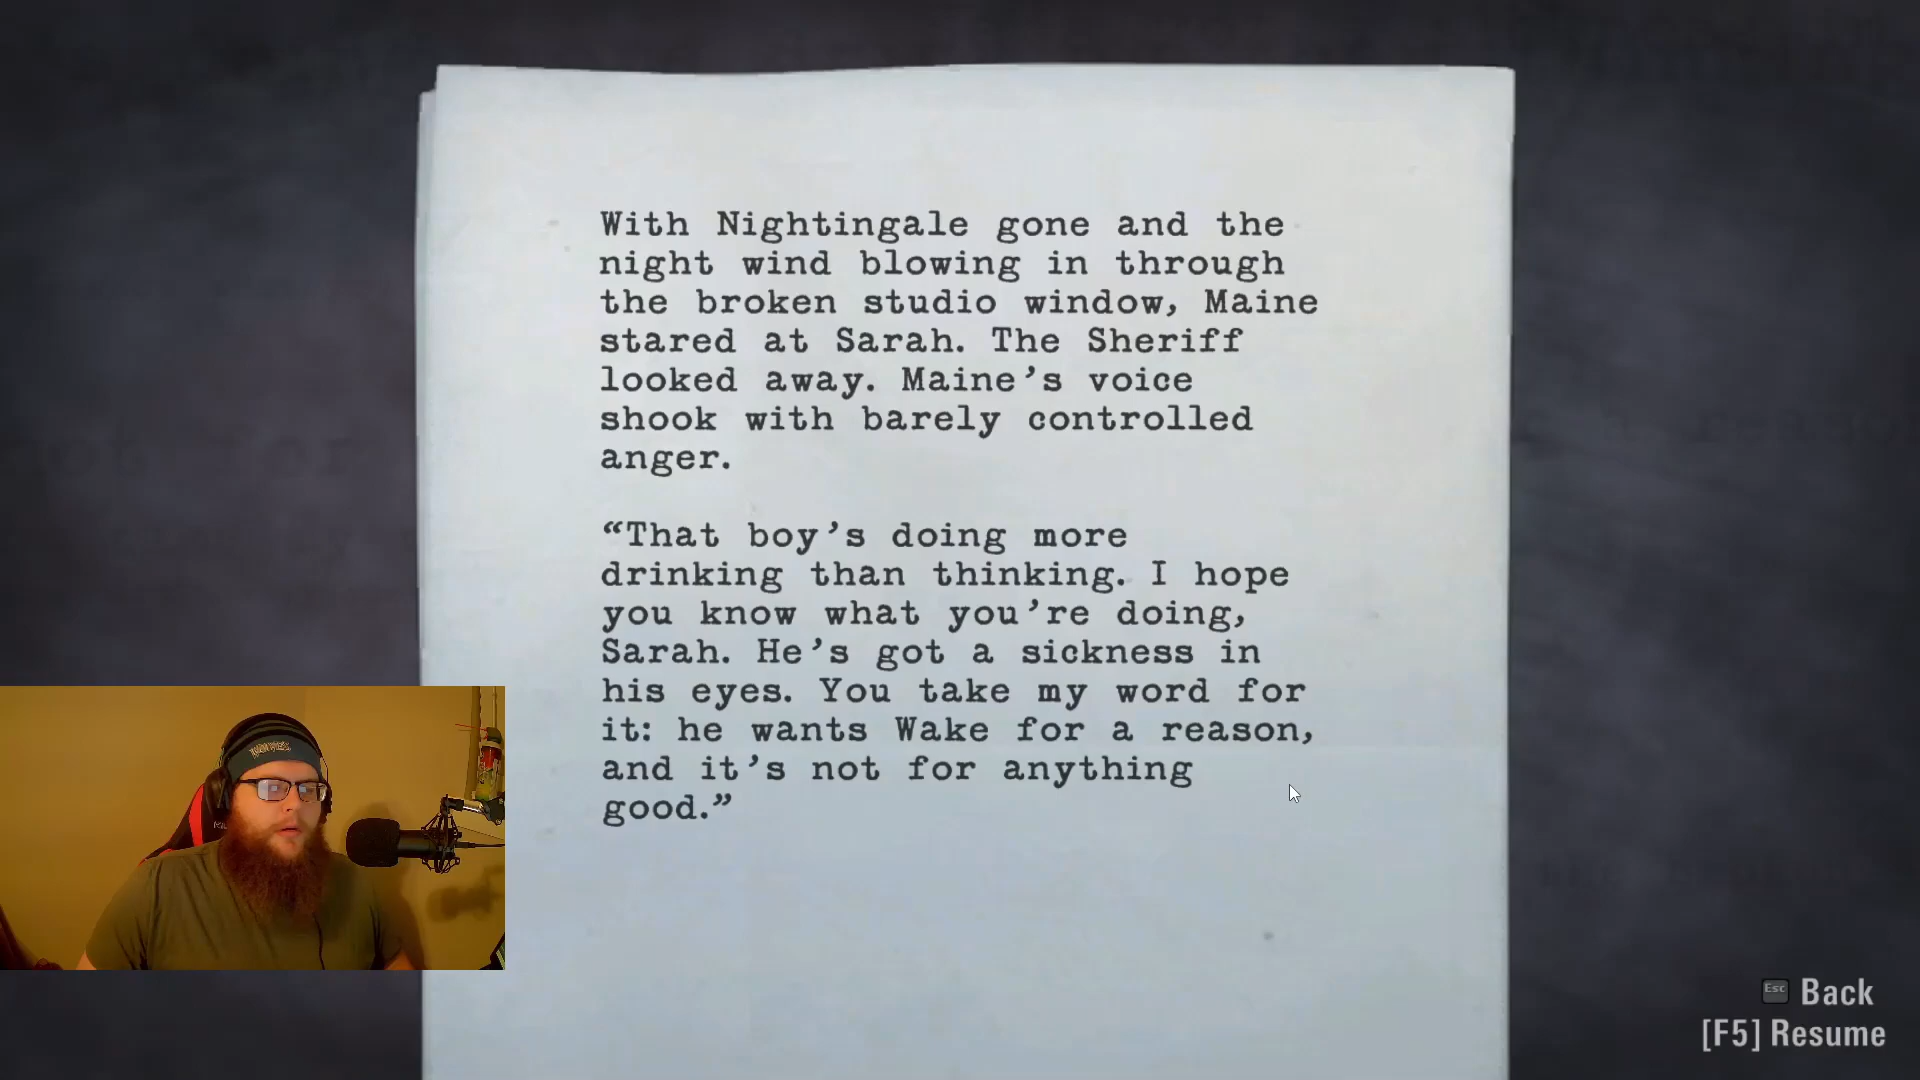 With Nightingale gone and the
night wind blowing in through
the broken studio window, Maine
stared at Sarah. The Sheriff
looked away. Maine’s voice
shook with barely controlled
anger.
“That boy’s doing more
drinking than thinking. I hope
you know what you’re doing,
Sarah. He’s got a sickness in
his eyes. You take my word for
it: he wants Wake for a reason,
and it’s not for anything
good.”
Esc Back
[F5] Resume